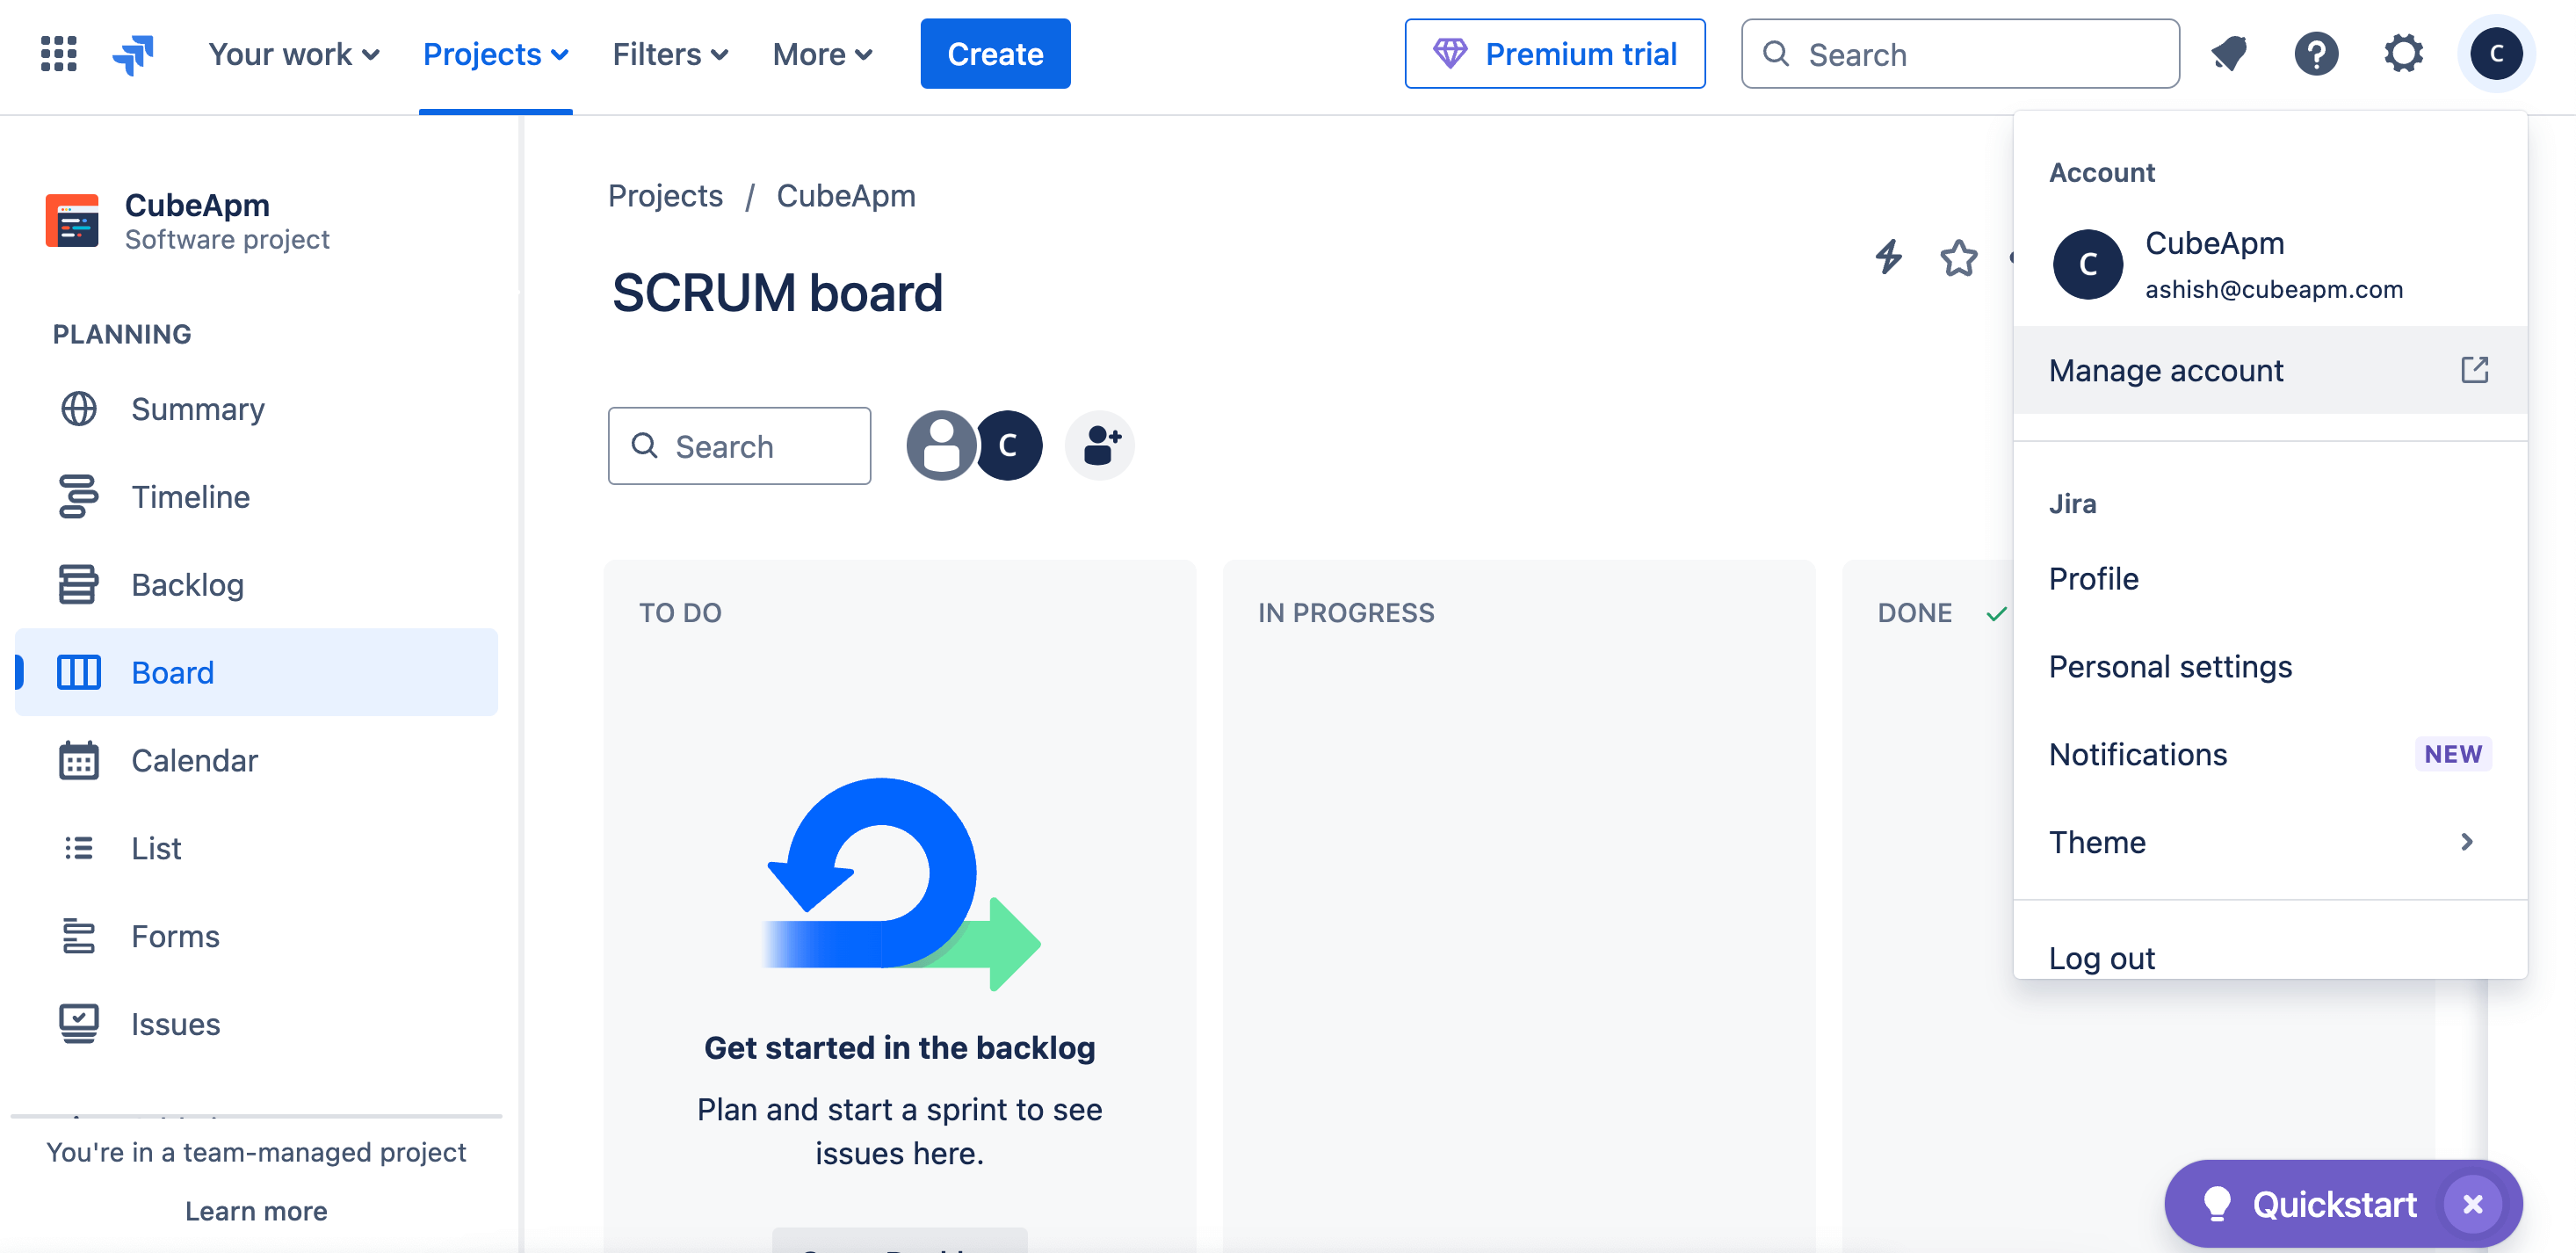 Your work
Projects
Filters
More
Create
Premium trial
Search
C
CubeApm
Software project
PLANNING
Summary
Timeline
Backlog
Board
Calendar
List
Forms
Issues
You're in a team-managed project
Learn more
Projects / CubeApm
SCRUM board
Search
C
TO DO
IN PROGRESS
DONE
Get started in the backlog
Plan and start a sprint to see
issues here.
Account
C
CubeApm
ashish@cubeapm.com
Manage account
Jira
Profile
Personal settings
Notifications NEW
Theme
Log out
Quickstart